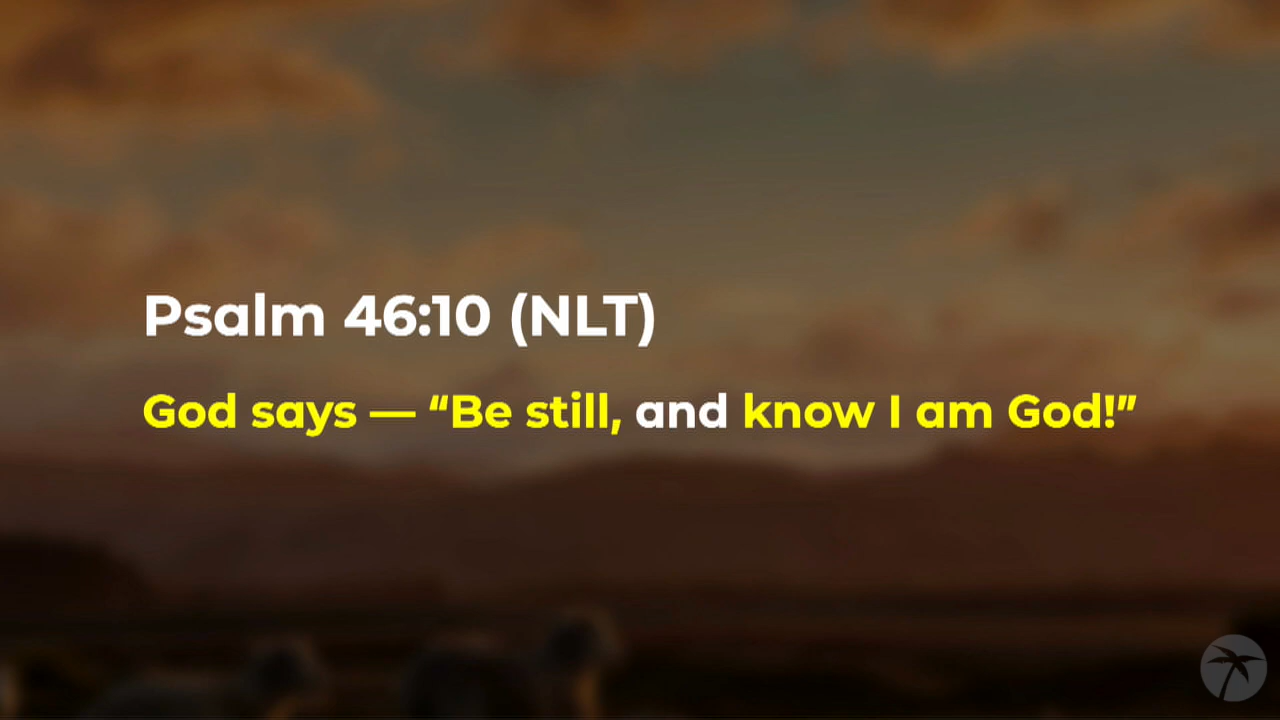 Psalm 46:10 (NLT)
God says — “Be still, and know I am God!”